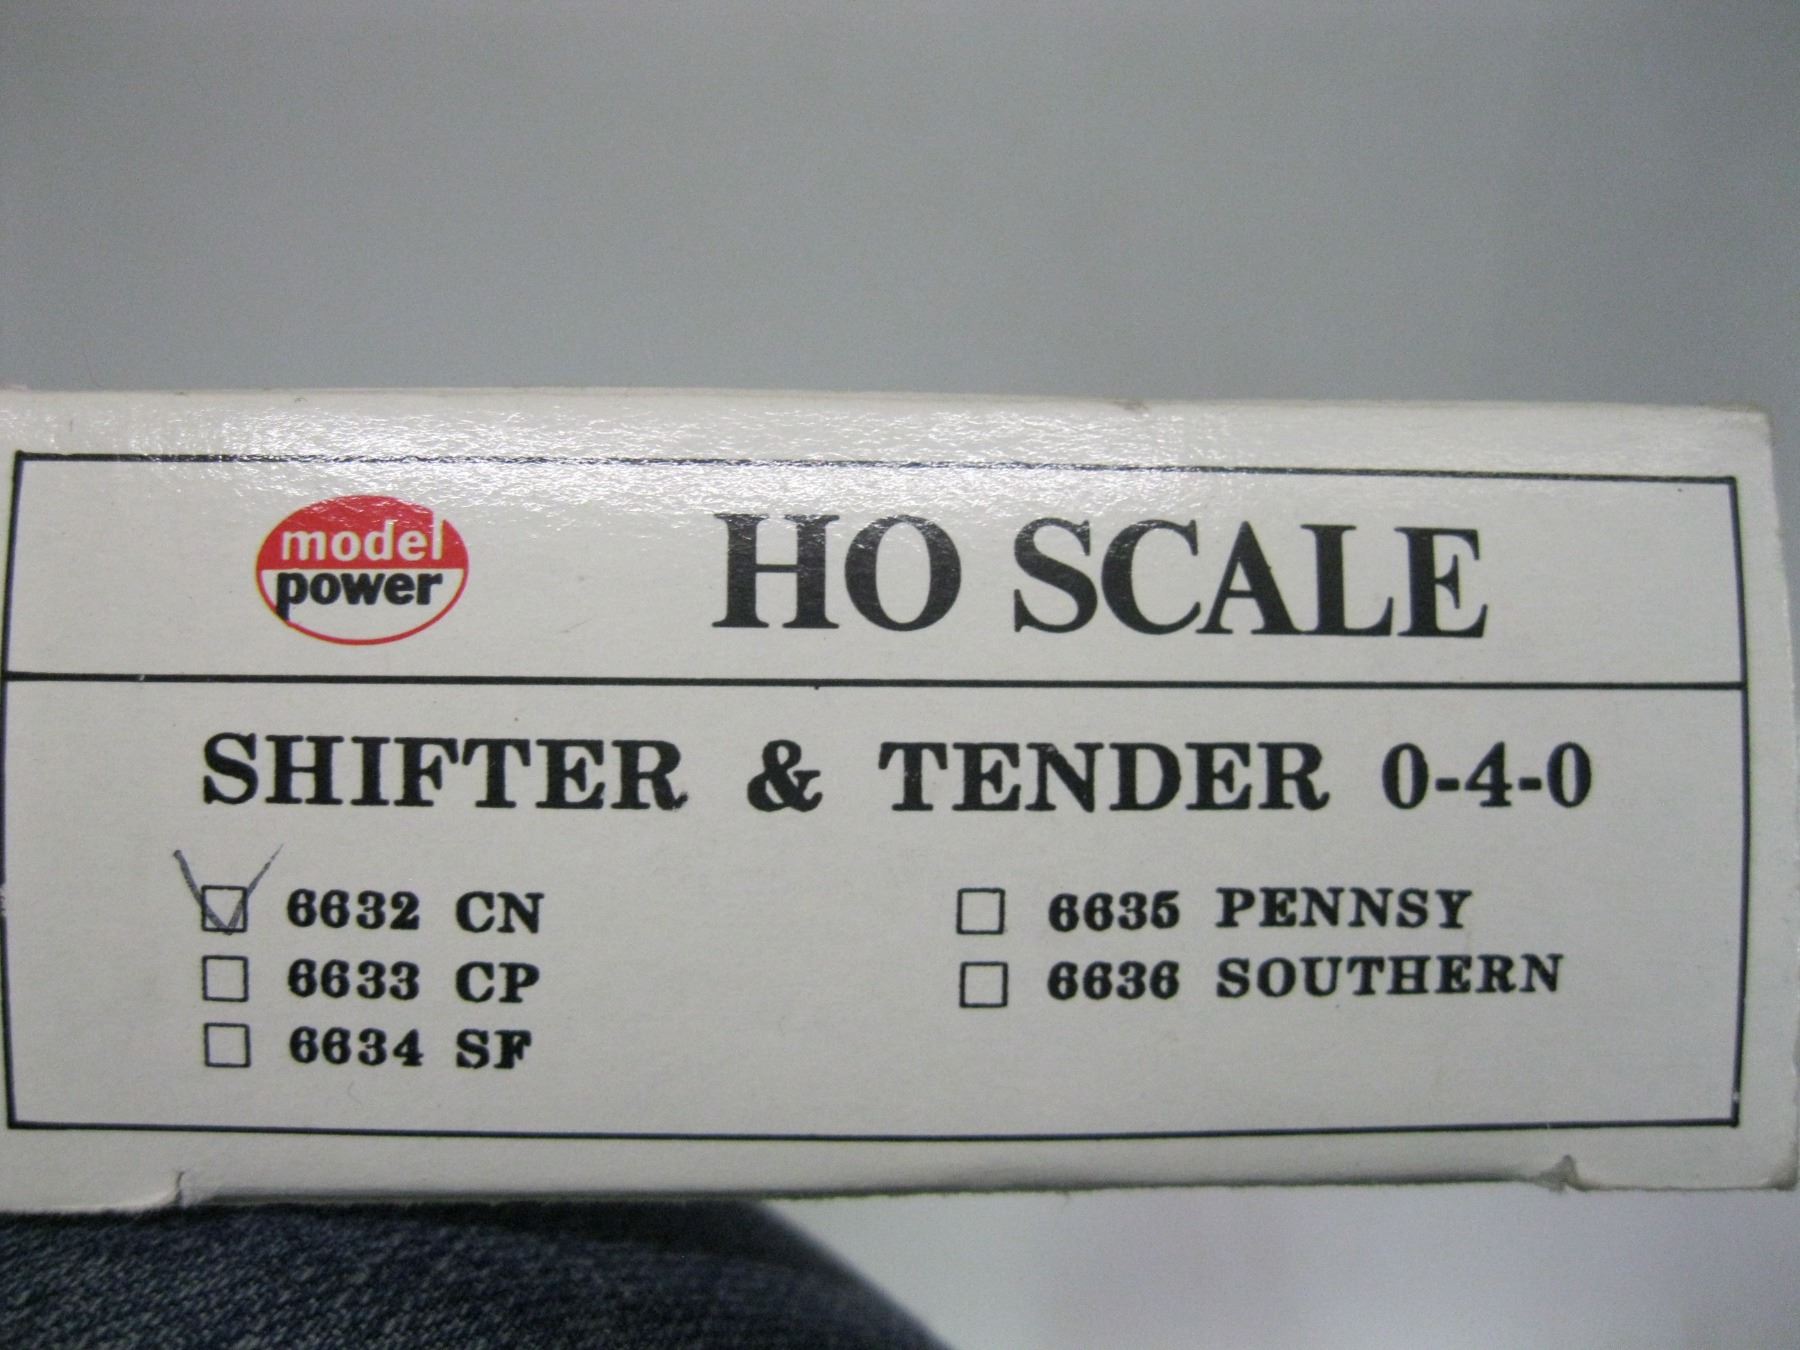 model
power
HO SCALE
SHIFTER & TENDER 0-4-0
6632 CN
6633 CP
6634 SF
6635 PENNSY
6636 SOUTHERN